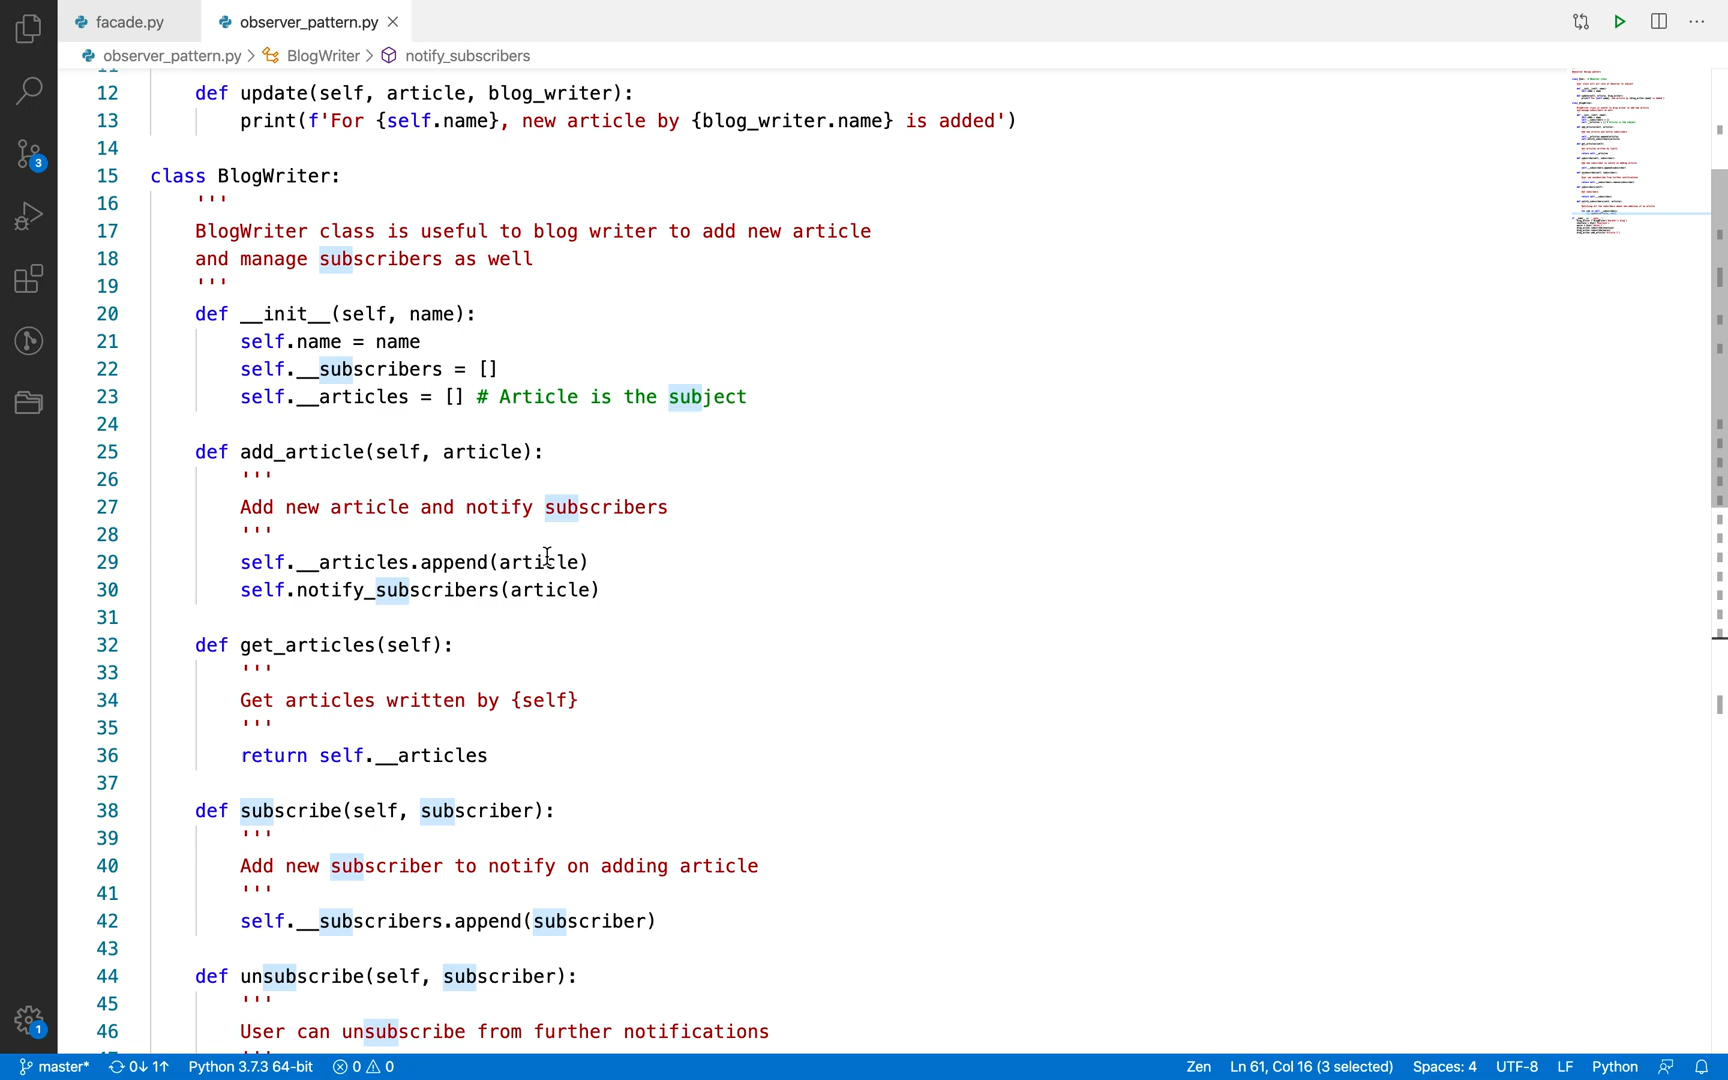 facade.py
observer_pattern.py
observer_pattern.py > BlogWriter > notify_subscribers
12 def update(self, article, blog_writer):
13 print(f'For {self.name}, new article by {blog_writer.name} is added')
14
15 class BlogWriter:
16 '''
17 BlogWriter class is useful to blog writer to add new article
18 and manage subscribers as well
19 '''
20 def __init__(self, name):
21 self.name = name
22 self.__subscribers = []
23 self.__articles = [] # Article is the subject
24
25 def add_article(self, article):
26 '''
27 Add new article and notify subscribers
28 '''
29 self.__articles.append(article)
30 self.notify_subscribers(article)
31
32 def get_articles(self):
33 '''
34 Get articles written by {self}
35 '''
36 return self.__articles
37
38 def subscribe(self, subscriber):
39 '''
40 Add new subscriber to notify on adding article
41 '''
42 self.__subscribers.append(subscriber)
43
44 def unsubscribe(self, subscriber):
45 '''
46 User can unsubscribe from further notifications
3
1
master* 0↓ 1↑ Python 3.7.3 64-bit 0 0 Zen Ln 61, Col 16 (3 selected) Spaces: 4 UTF-8 LF Python